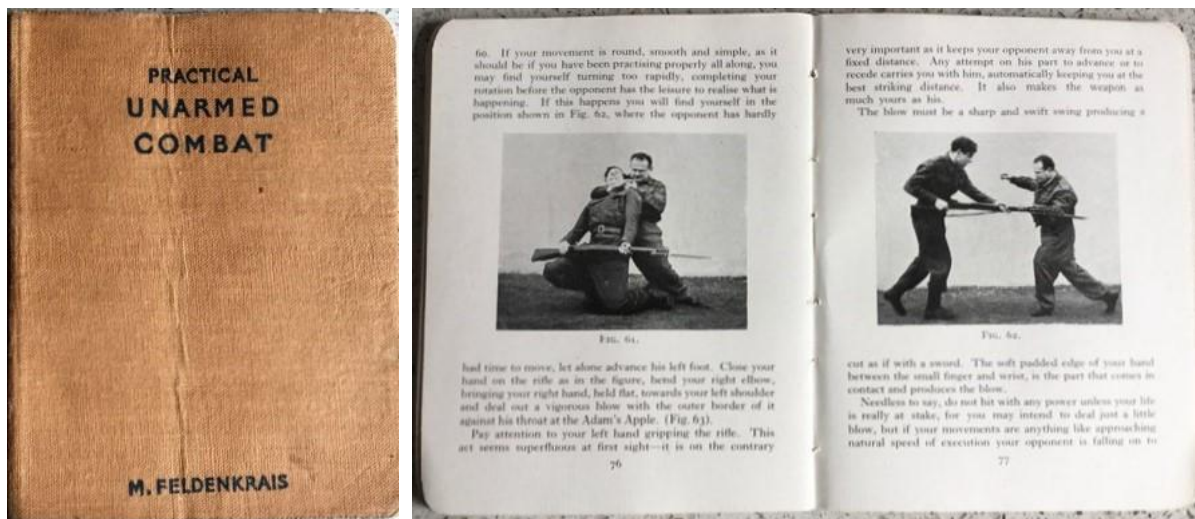 PRACTICAL
UNARMED
COMBAT
M. FELDENKRAIS
60. If your movement is round, smooth and simple, as it
should be if you have been practising properly all along, you
may find yourself turning too rapidly, completing your
rotation before the opponent has the leisure to realise what is
happening. If this happens you will find yourself in the
position shown in Fig. 62, where the opponent has hardly
FIG. 61.
had time to move, let alone advance his left foot. Close your
hand on the rifle as in the figure, bend your right elbow,
bringing your right hand, held flat, towards your left shoulder
and deal out a vigorous blow with the outer border of it
against his throat at the Adam's Apple. (Fig. 63).
Pay attention to your left hand gripping the rifle. This
act seems superfluous at first sight—it is on the contrary
76
very important as it keeps your opponent away from you at a
fixed distance. Any attempt on his part to advance or to
recede carries you with him, automatically keeping you at the
best striking distance. It also makes the weapon as
much yours as his.
The blow must be a sharp and swift swing producing a
FIG. 62.
cut as if with a sword. The soft padded edge of your hand
between the small finger and wrist, is the part that comes in
contact and produces the blow.
Needless to say, do not hit with any power unless your life
is really at stake, for you may intend to deal just a little
blow, but if your movements are anything like approaching
natural speed of execution your opponent is falling on to
77